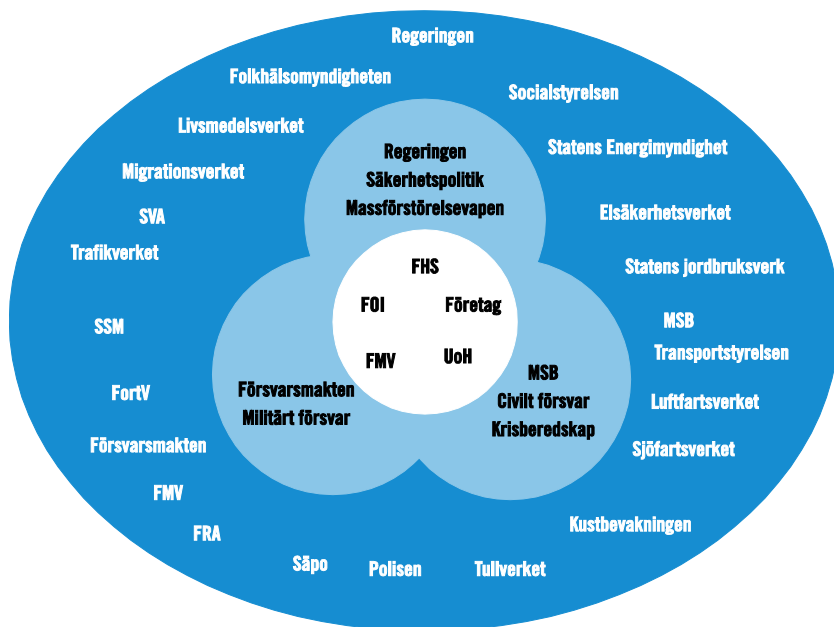 Regeringen
Folkhälsomyndigheten
Socialstyrelsen
Livsmedelsverket
Statens Energimyndighet
Migrationsverket
Regeringen
Säkerhetspolitik
Massförstörelsevapen
SVA
Elsäkerhetsverket
Trafikverket
Statens jordbruksverk
FHS
FOI
Företag
SSM
MSB
Transportstyrelsen
FMV
UoH
FortV
Försvarsmakten
Militärt försvar
MSB
Civilt försvar
Krisberedskap
Luftfartsverket
Försvarsmakten
Sjöfartsverket
FMV
FRA
Kustbevakningen
Säpo
Polisen
Tullverket